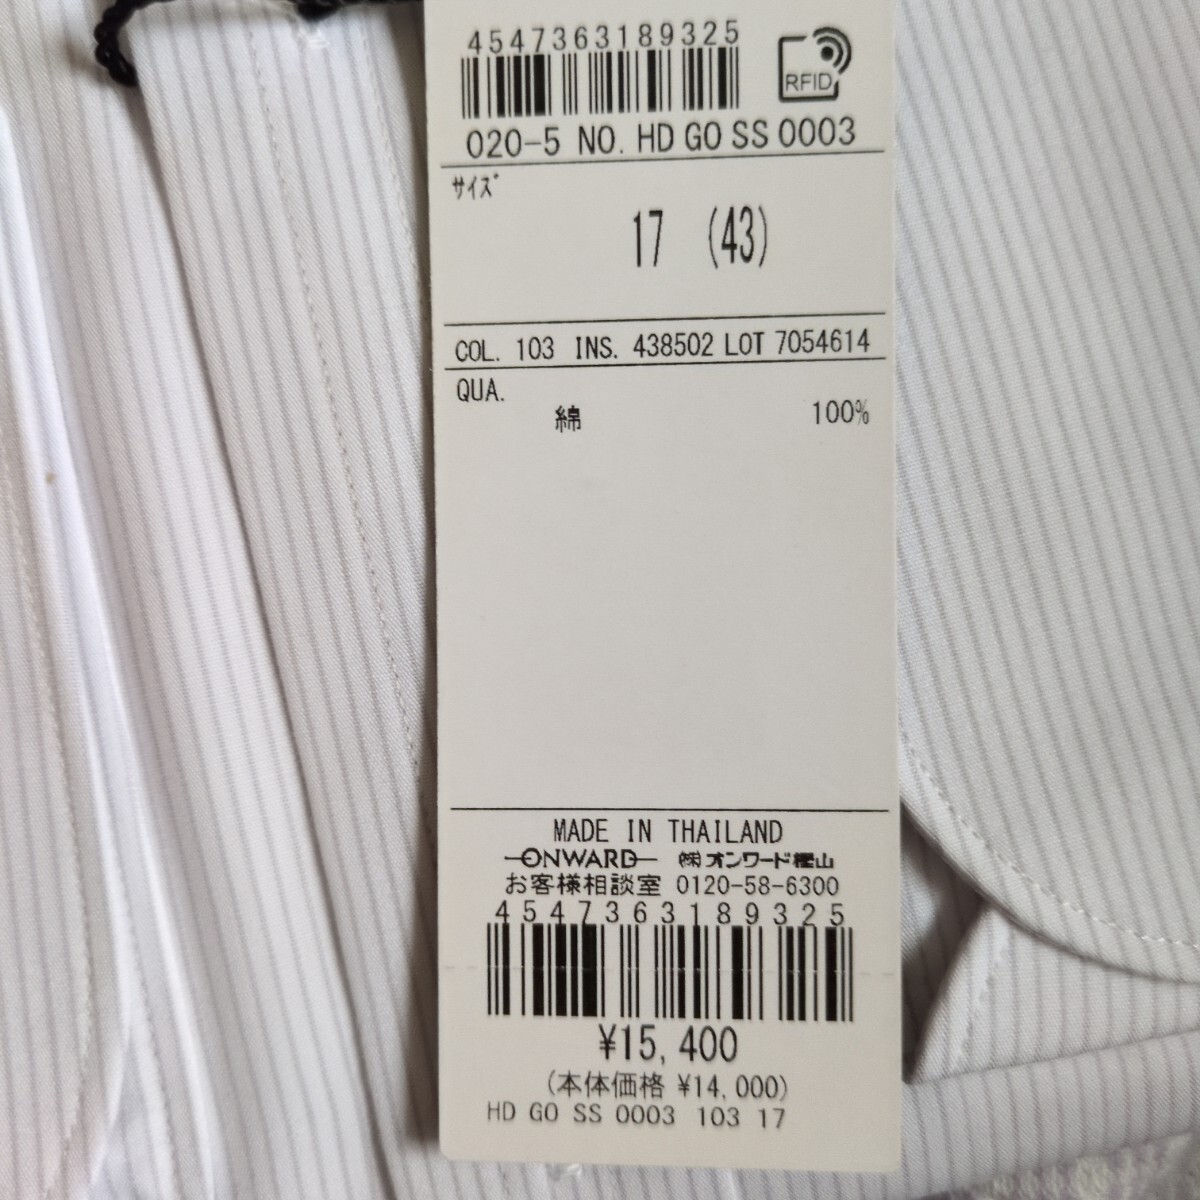 4547363189325
RFID
020-5 NO. HD GO SS 0003
サイズ
17 (43)
COL. 103 INS. 438502 LOT 7054614
QUA.
綿 100%
MADE IN THAILAND
ONWARD ㈱オンワード樫山
お客様相談室 0120-58-6300
4547363189325
¥15,400
(本体価格 ¥14,000)
HD GO SS 0003 103 17